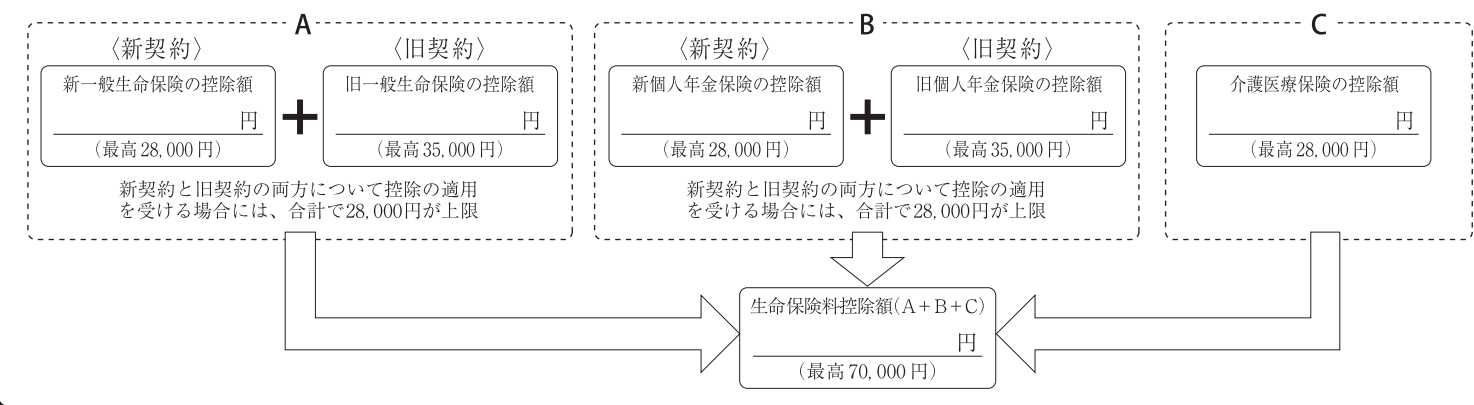 A
〈新契約〉
新一般生命保険の控除額
円
(最高28,000円)
+
〈旧契約〉
旧一般生命保険の控除額
円
(最高35,000円)
新契約と旧契約の両方について控除の適用
を受ける場合には、合計で28,000円が上限
B
〈新契約〉
新個人年金保険の控除額
円
(最高28,000円)
+
〈旧契約〉
旧個人年金保険の控除額
円
(最高35,000円)
新契約と旧契約の両方について控除の適用
を受ける場合には、合計で28,000円が上限
C
介護医療保険の控除額
円
(最高28,000円)
生命保険料控除額(A+B+C)
円
(最高70,000円)